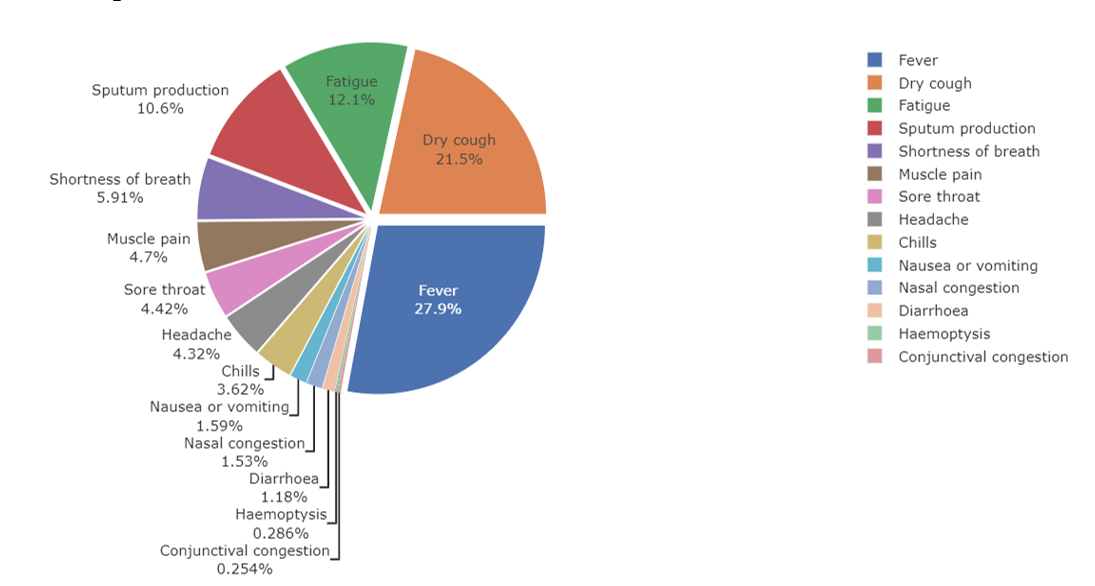 Fatigue
12.1%
Sputum production
10.6%
Dry cough
21.5%
Shortness of breath
5.91%
Muscle pain
4.7%
Sore throat
4.42%
Fever
27.9%
Headache
4.32%
Chills
3.62%
Nausea or vomiting
1.59%
Nasal congestion
1.53%
Diarrhoea
1.18%
Haemoptysis
0.286%
Conjunctival congestion
0.254%
Fever
Dry cough
Fatigue
Sputum production
Shortness of breath
Muscle pain
Sore throat
Headache
Chills
Nausea or vomiting
Nasal congestion
Diarrhoea
Haemoptysis
Conjunctival congestion